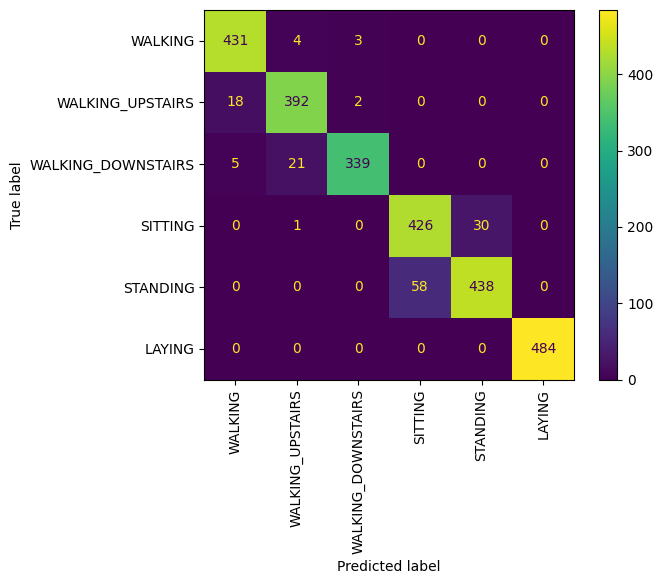 WALKING 431 4 3 0 0 0
WALKING_UPSTAIRS 18 392 2 0 0 0
WALKING_DOWNSTAIRS 5 21 339 0 0 0
SITTING 0 1 0 426 30 0
STANDING 0 0 0 58 438 0
LAYING 0 0 0 0 0 484
True label
WALKING
WALKING_UPSTAIRS
WALKING_DOWNSTAIRS
SITTING
STANDING
LAYING
Predicted label
400
300
200
100
0